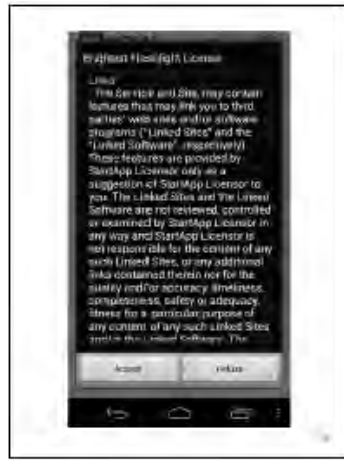 Brightest Flashlight License
Links
The Service and Site, may contain
features that may link you to third
parties' web sites and/or software
programs ("Linked Sites" and the
"Linked Software", respectively)
These features are provided by
StartApp Licensor only as a
suggestion of StartApp Licensor to
you. The Linked Sites and the Linked
Software are not reviewed, controlled
or examined by StartApp Licensor in
any way and StartApp Licensor is
not responsible for the content of any
such Linked Sites, or any additional
links contained therein nor for the
quality and/or accuracy, timeliness,
completeness, safety or adequacy,
fitness for a particular purpose of
any content of any such Linked Sites
and/or the Linked Software. The
Accept
Refuse